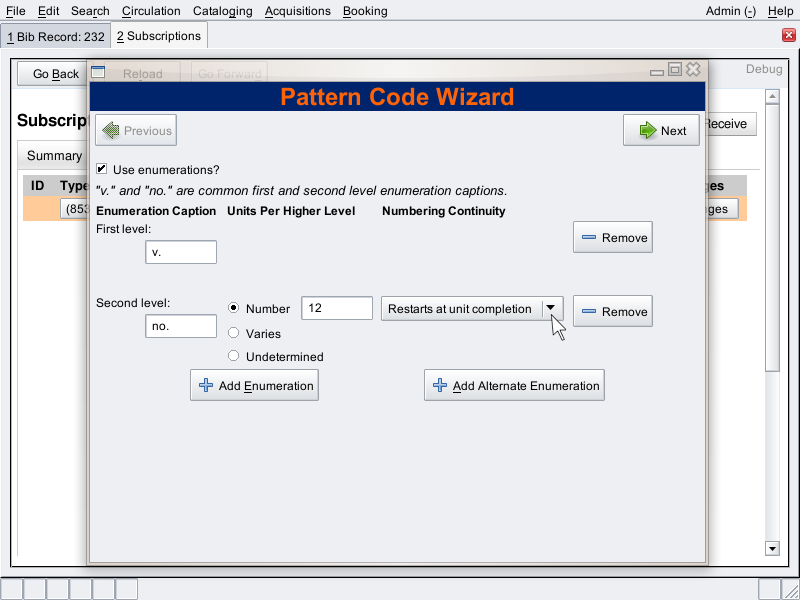 File Edit Search Circulation Cataloging Acquisitions Booking Admin (-) Help
1 Bib Record: 232 2 Subscriptions
Go Back Reload Go Forward Debug
Pattern Code Wizard
Subscrip Receive
Previous Next
Summary
Use enumerations?
ID Type
"v." and "no." are common first and second level enumeration captions.
(853
Enumeration Caption Units Per Higher Level Numbering Continuity
First level:
v.
Remove
Second level:
no.
Number 12 Restarts at unit completion Remove
Varies
Undetermined
Add Enumeration Add Alternate Enumeration